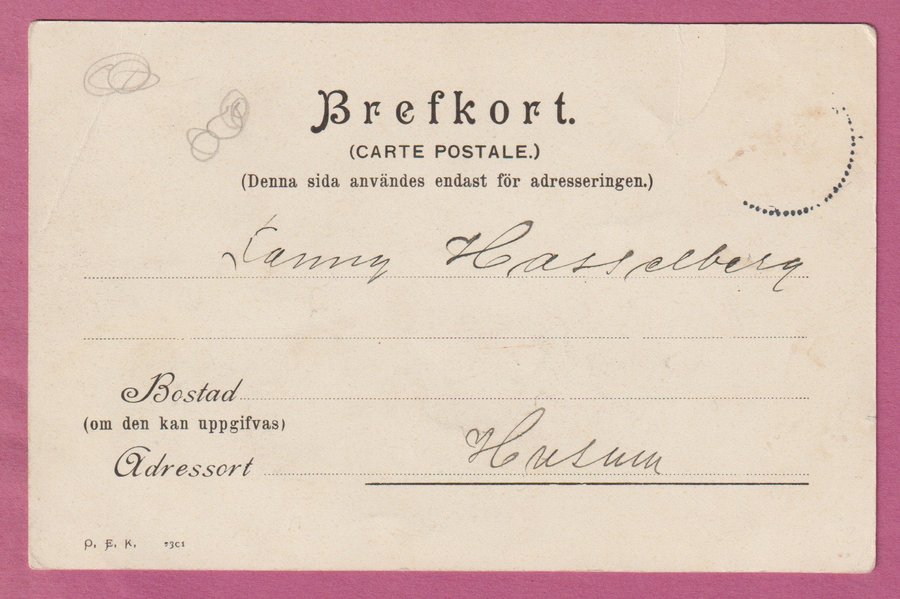 Brefkort.
(CARTE POSTALE.)
(Denna sida användes endast för adresseringen.)
Fanny Hasselberg
Bostad
(om den kan uppgifvas)
Adressort Husum
O. E. K.